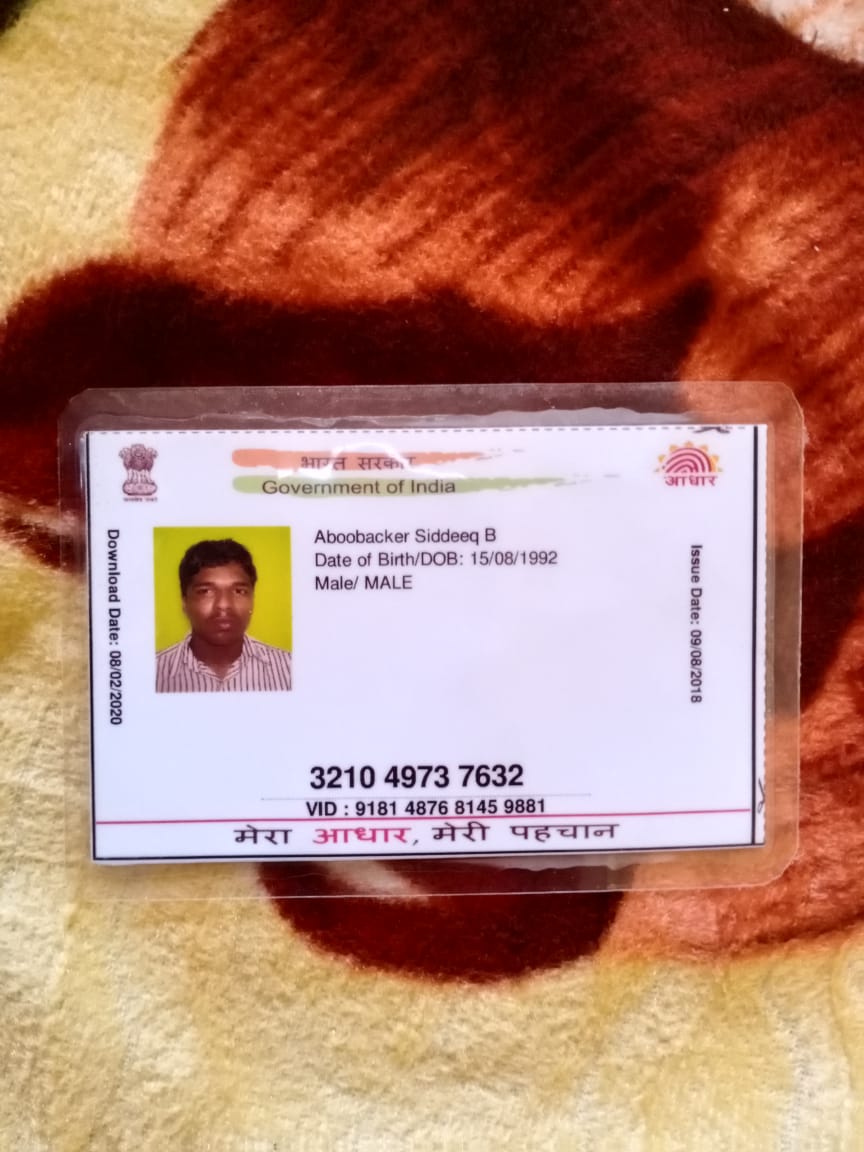 भारत सरकार
Government of India
आधार
Download Date: 08/02/2020
Aboobacker Siddeeq B
Date of Birth/DOB: 15/08/1992
Male/ MALE
Issue Date: 09/08/2018
3210 4973 7632
VID : 9181 4876 8145 9881
मेरा आधार, मेरी पहचान